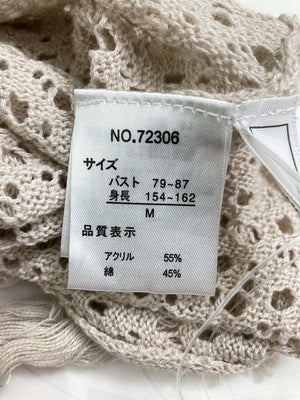 NO.72306
サイズ
バスト 79~87
身長 154~162
M
品質表示
アクリル 55%
綿 45%